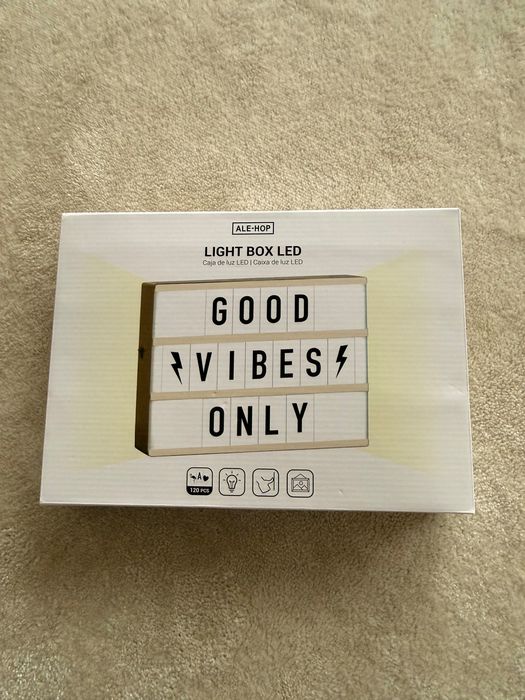 ALE-HOP
LIGHT BOX LED
Caja de luz LED | Caixa de luz LED
GOOD
VIBES
ONLY
A
120 PCS